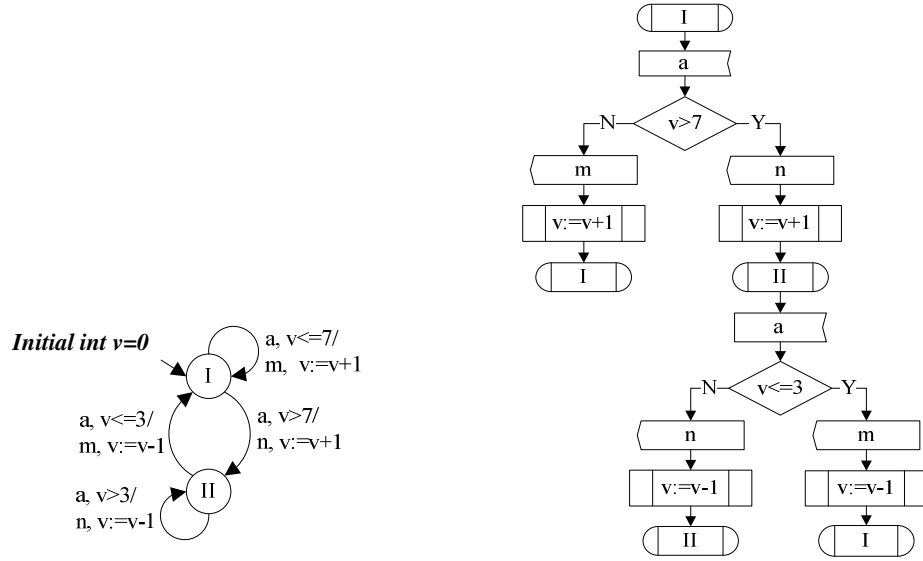 Initial int v=0
I
a, v<=7/
m, v:=v+1
a, v<=3/
m, v:=v-1
a, v>7/
n, v:=v+1
II
a, v>3/
n, v:=v-1
I
a
v>7
N
Y
m
n
v:=v+1
v:=v+1
I
II
a
v<=3
N
Y
n
m
v:=v-1
v:=v-1
II
I